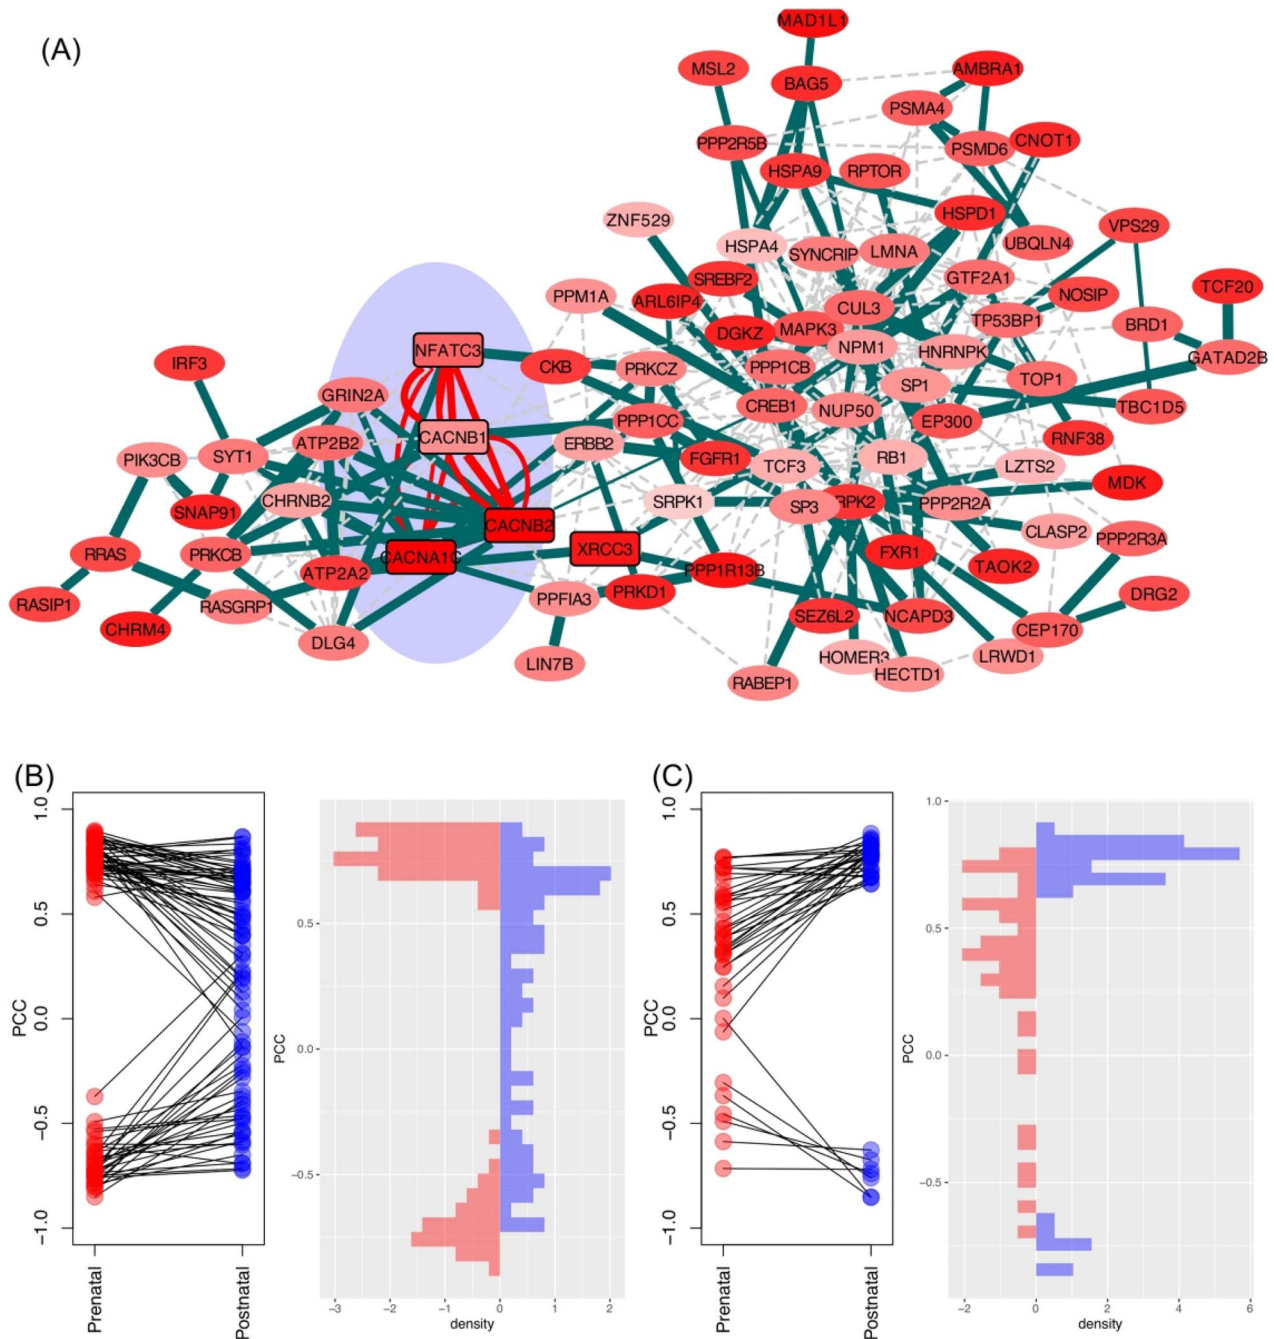 (A)
MAD1L1
MSL2
BAG5
AMBRA1
PSMA4
PPP2R5B
PSMD6
CNOT1
HSPA9
RPTOR
ZNF529
HSPD1
HSPA4
SYNCRIP
LMNA
UBQLN4
VPS29
SREBF2
GTF2A1
PPM1A
ARL6IP4
CUL3
NOSIP
TCF20
DGKZ
MAPK3
TP53BP1
BRD1
NFATC3
NPM1
HNRNPK
GATAD2B
IRF3
CKB
PRKCZ
PPP1CB
SP1
TOP1
GRIN2A
CREB1
NUP50
TBC1D5
PPP1CC
EP300
CACNB1
ATP2B2
ERBB2
RNF38
PIK3CB
SYT1
FGFR1
TCF3
RB1
LZTS2
CHRNB2
MDK
SNAP91
SRPK1
SP3
RPK2
PPP2R2A
CACNB2
CLASP2
PPP2R3A
RRAS
PRKCB
CACNA1C
XRCC3
FXR1
ATP2A2
PPP1R13B
TAOK2
RASIP1
RASGRP1
PPFIA3
PRKD1
DRG2
CHRM4
SEZ6L2
NCAPD3
CEP170
DLG4
LIN7B
HOMER3
LRWD1
HECTD1
RABEP1
(B)
PCC
1.0
0.5
0.0
−0.5
−1.0
Prenatal
Postnatal
PCC
0.5
0.0
−0.5
−3
−2
−1
0
1
2
density
(C)
PCC
1.0
0.5
0.0
−0.5
−1.0
Prenatal
Postnatal
PCC
1.0
0.5
0.0
−0.5
−2
0
2
4
6
density